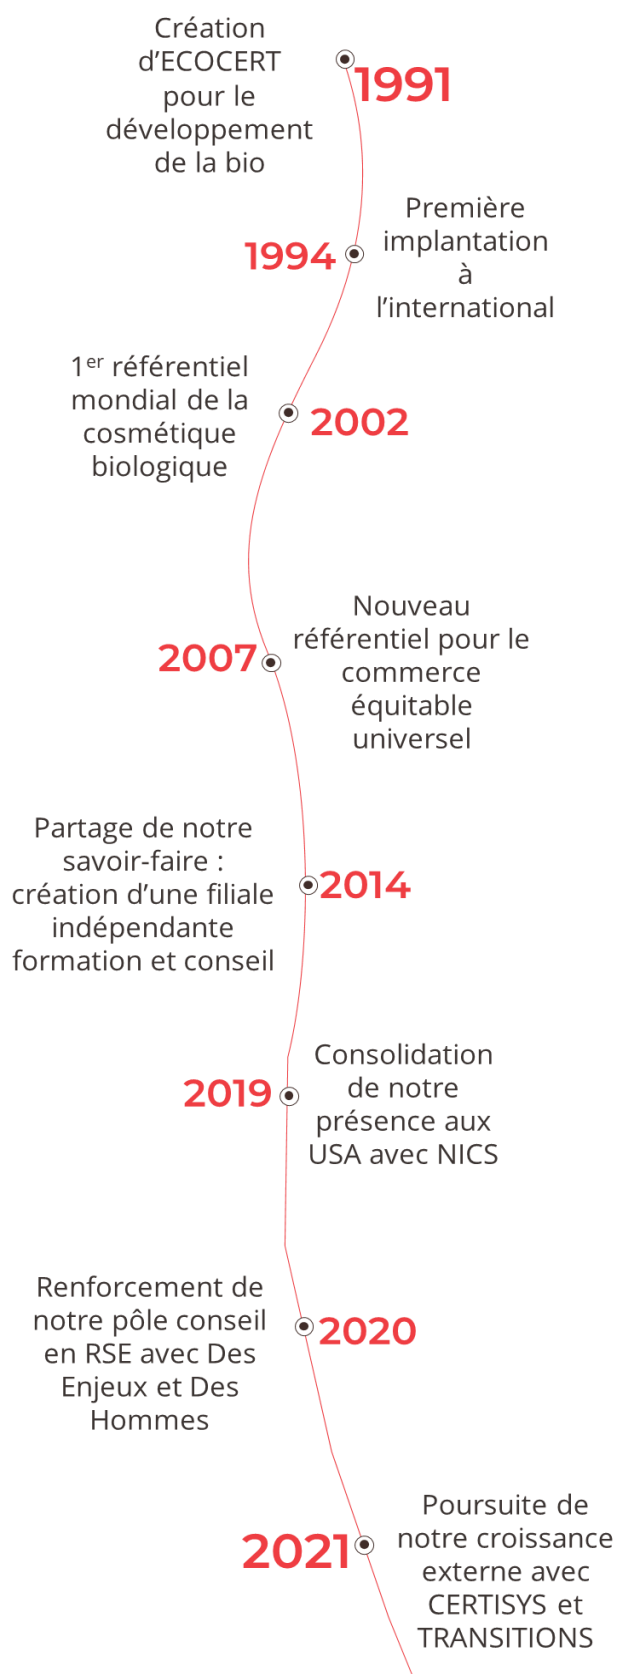 Création
d’ECOCERT
pour le
développement
de la bio
1991
1994
Première
implantation
à
l’international
1er référentiel
mondial de la
cosmétique
biologique
2002
2007
Nouveau
référentiel pour le
commerce
équitable
universel
Partage de notre
savoir-faire :
création d’une filiale
indépendante
formation et conseil
2014
2019
Consolidation
de notre
présence aux
USA avec NICS
Renforcement de
notre pôle conseil
en RSE avec Des
Enjeux et Des
Hommes
2020
2021
Poursuite de
notre croissance
externe avec
CERTISYS et
TRANSITIONS